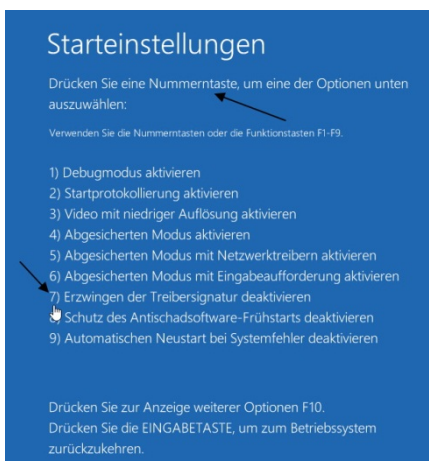 Starteinstellungen
Drücken Sie eine Nummerntaste, um eine der Optionen unten
auszuwählen:
Verwenden Sie die Nummerntasten oder die Funktionstasten F1-F9.
1) Debugmodus aktivieren
2) Startprotokollierung aktivieren
3) Video mit niedriger Auflösung aktivieren
4) Abgesicherten Modus aktivieren
5) Abgesicherten Modus mit Netzwerktreibern aktivieren
6) Abgesicherten Modus mit Eingabeaufforderung aktivieren
7) Erzwingen der Treibersignatur deaktivieren
8) Schutz des Antischadsoftware-Frühstarts deaktivieren
9) Automatischen Neustart bei Systemfehler deaktivieren
Drücken Sie zur Anzeige weiterer Optionen F10.
Drücken Sie die EINGABETASTE, um zum Betriebssystem
zurückzukehren.